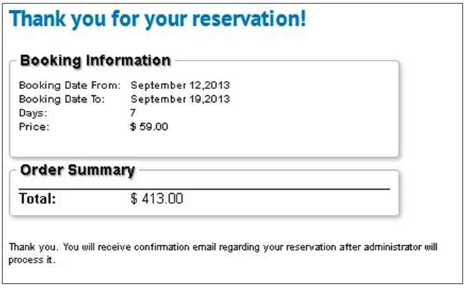 Thank you for your reservation!
Booking Information
Booking Date From: September 12,2013
Booking Date To: September 19,2013
Days: 7
Price: $ 59.00
Order Summary
Total: $ 413.00
Thank you. You will receive confirmation email regarding your reservation after administrator will
process it.